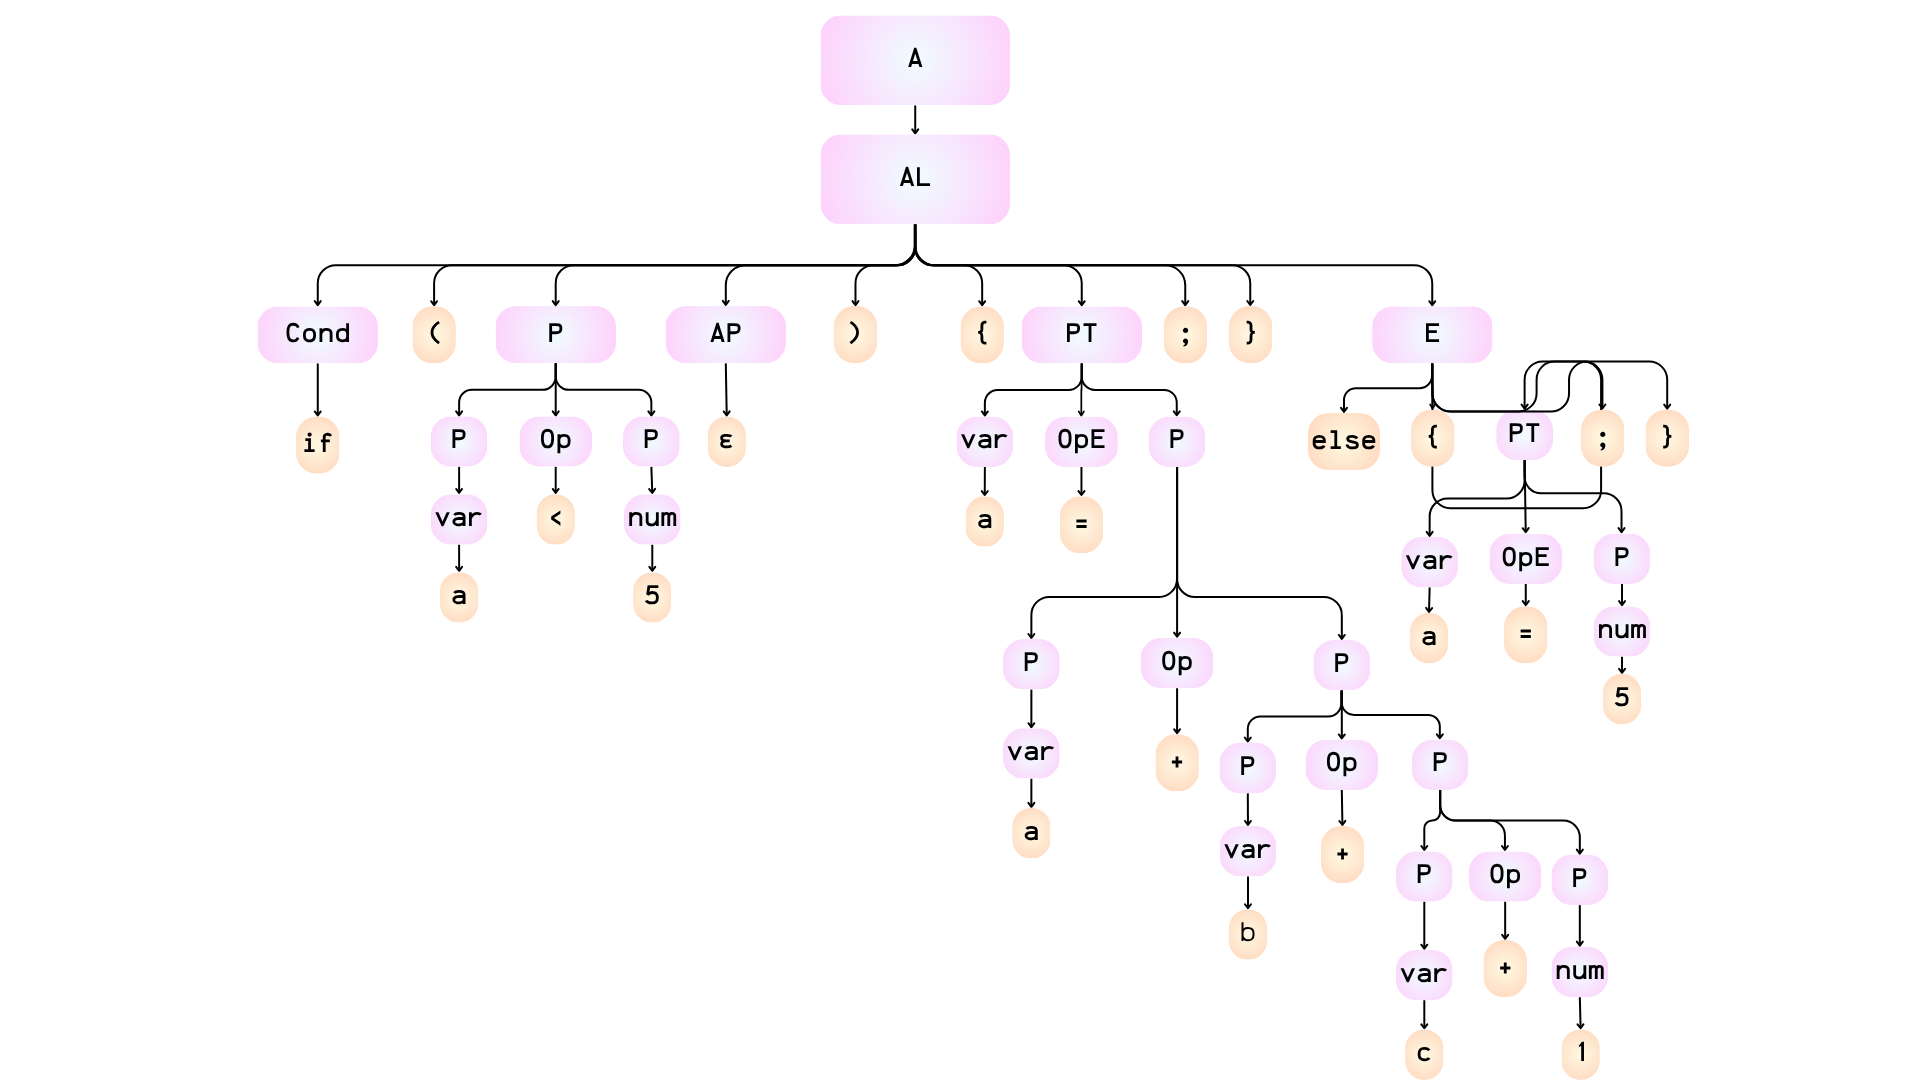 A
AL
Cond ( P AP ) { PT ; } E
P Op P ε var OpE P else { PT ; }
if
var < num a =
var OpE P
a 5
a = num
P Op P
5
var + P Op P
a var +
P Op P
b
var + num
c 1